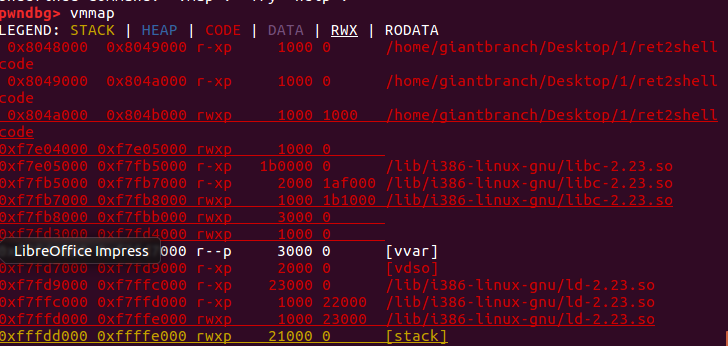 pwndbg> vmmap
LEGEND: STACK | HEAP | CODE | DATA | RWX | RODATA
0x8048000 0x8049000 r-xp 1000 0 /home/giantbranch/Desktop/1/ret2shell
code
0x8049000 0x804a000 r-xp 1000 0 /home/giantbranch/Desktop/1/ret2shell
code
0x804a000 0x804b000 rwxp 1000 1000 /home/giantbranch/Desktop/1/ret2shell
code
0xf7e04000 0xf7e05000 rwxp 1000 0
0xf7e05000 0xf7fb5000 r-xp 1b0000 0 /lib/i386-linux-gnu/libc-2.23.so
0xf7fb5000 0xf7fb7000 r-xp 2000 1af000 /lib/i386-linux-gnu/libc-2.23.so
0xf7fb7000 0xf7fb8000 rwxp 1000 1b1000 /lib/i386-linux-gnu/libc-2.23.so
0xf7fb8000 0xf7fbb000 rwxp 3000 0
0xf7fd3000 0xf7fd4000 rwxp 1000 0
LibreOffice Impress 7000 r--p 3000 0 [vvar]
0xf7fd7000 0xf7fd9000 r-xp 2000 0 [vdso]
0xf7fd9000 0xf7ffc000 r-xp 23000 0 /lib/i386-linux-gnu/ld-2.23.so
0xf7ffc000 0xf7ffd000 r-xp 1000 22000 /lib/i386-linux-gnu/ld-2.23.so
0xf7ffd000 0xf7ffe000 rwxp 1000 23000 /lib/i386-linux-gnu/ld-2.23.so
0xfffdd000 0xffffe000 rwxp 21000 0 [stack]